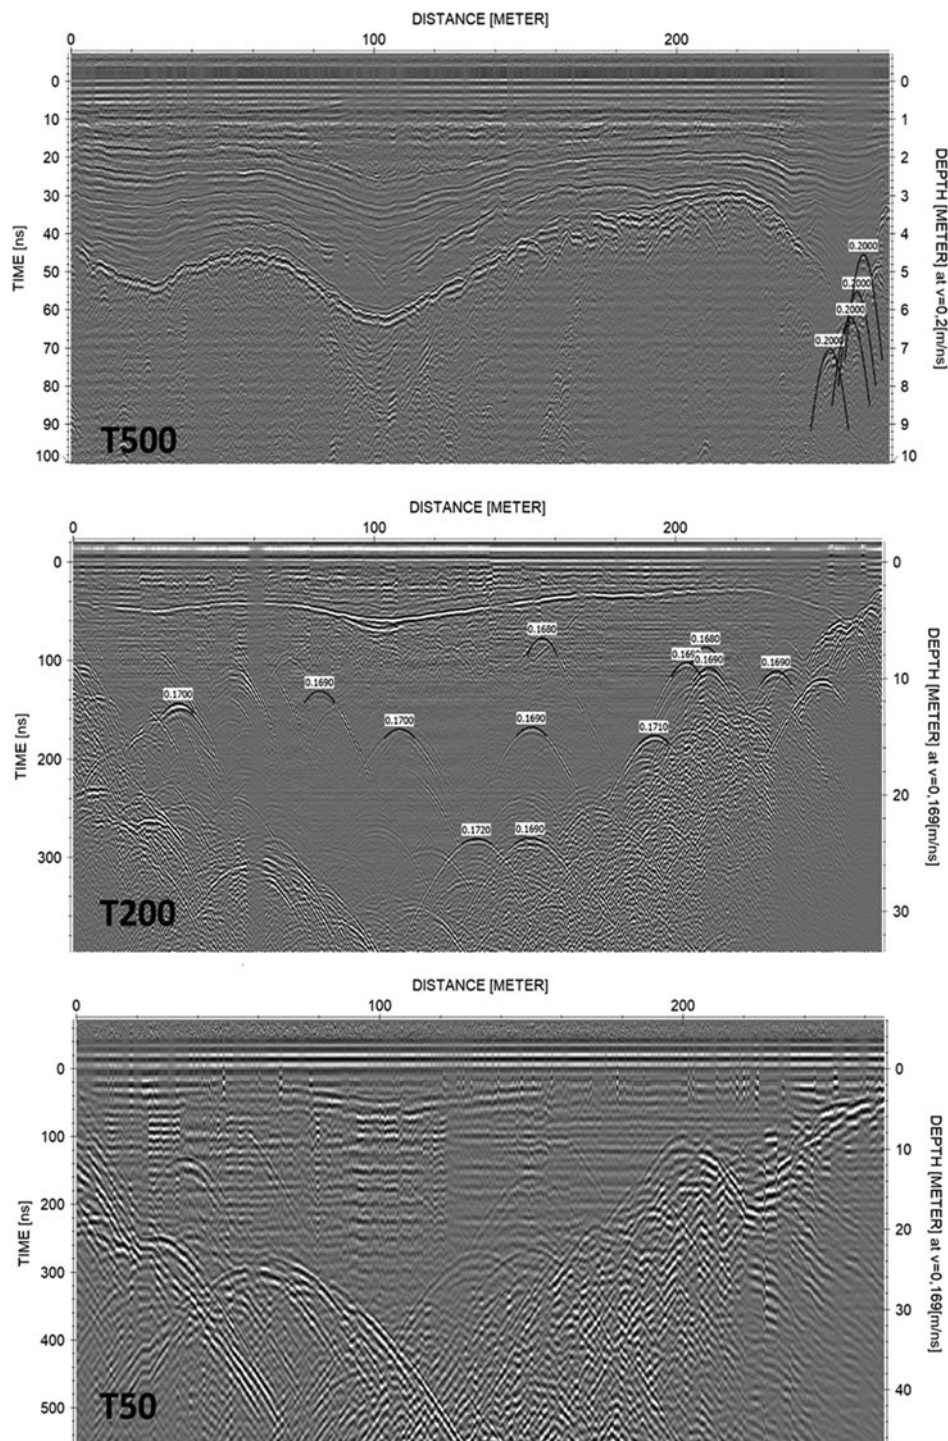 DISTANCE [METER]
0 100 200
0 0
10 1
20 2
30 3
40 4
50 5
60 6
70 7
80 8
90 9
100 10
TIME [ns]
DEPTH [METER] at v=0,2[m/ns]
0.2000
0.2000
0.2000
0.2000
T500
DISTANCE [METER]
0 100 200
0 0
100 10
200 20
300 30
TIME [ns]
DEPTH [METER] at v=0,169[m/ns]
0.1680
0.1680
0.1690
0.1690
0.1690
0.1700
0.1700
0.1690
0.1710
0.1720 0.1690
T200
DISTANCE [METER]
0 100 200
0 0
100 10
200 20
300 30
400 40
500
TIME [ns]
DEPTH [METER] at v=0,169[m/ns]
T50